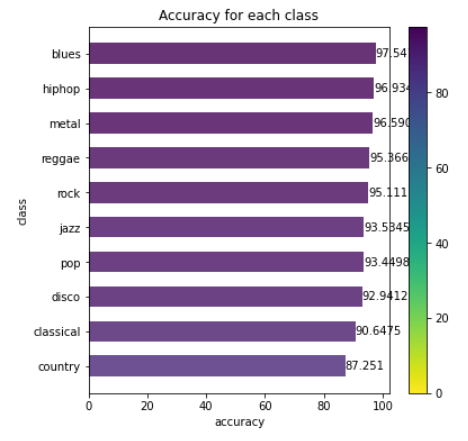 Accuracy for each class
blues 97.54
hiphop 96.934
metal 96.590
reggae 95.366
rock 95.111
jazz 93.5345
pop 93.4498
disco 92.9412
classical 90.6475
country 87.251
class
0 20 40 60 80 100
accuracy
80
60
40
20
0